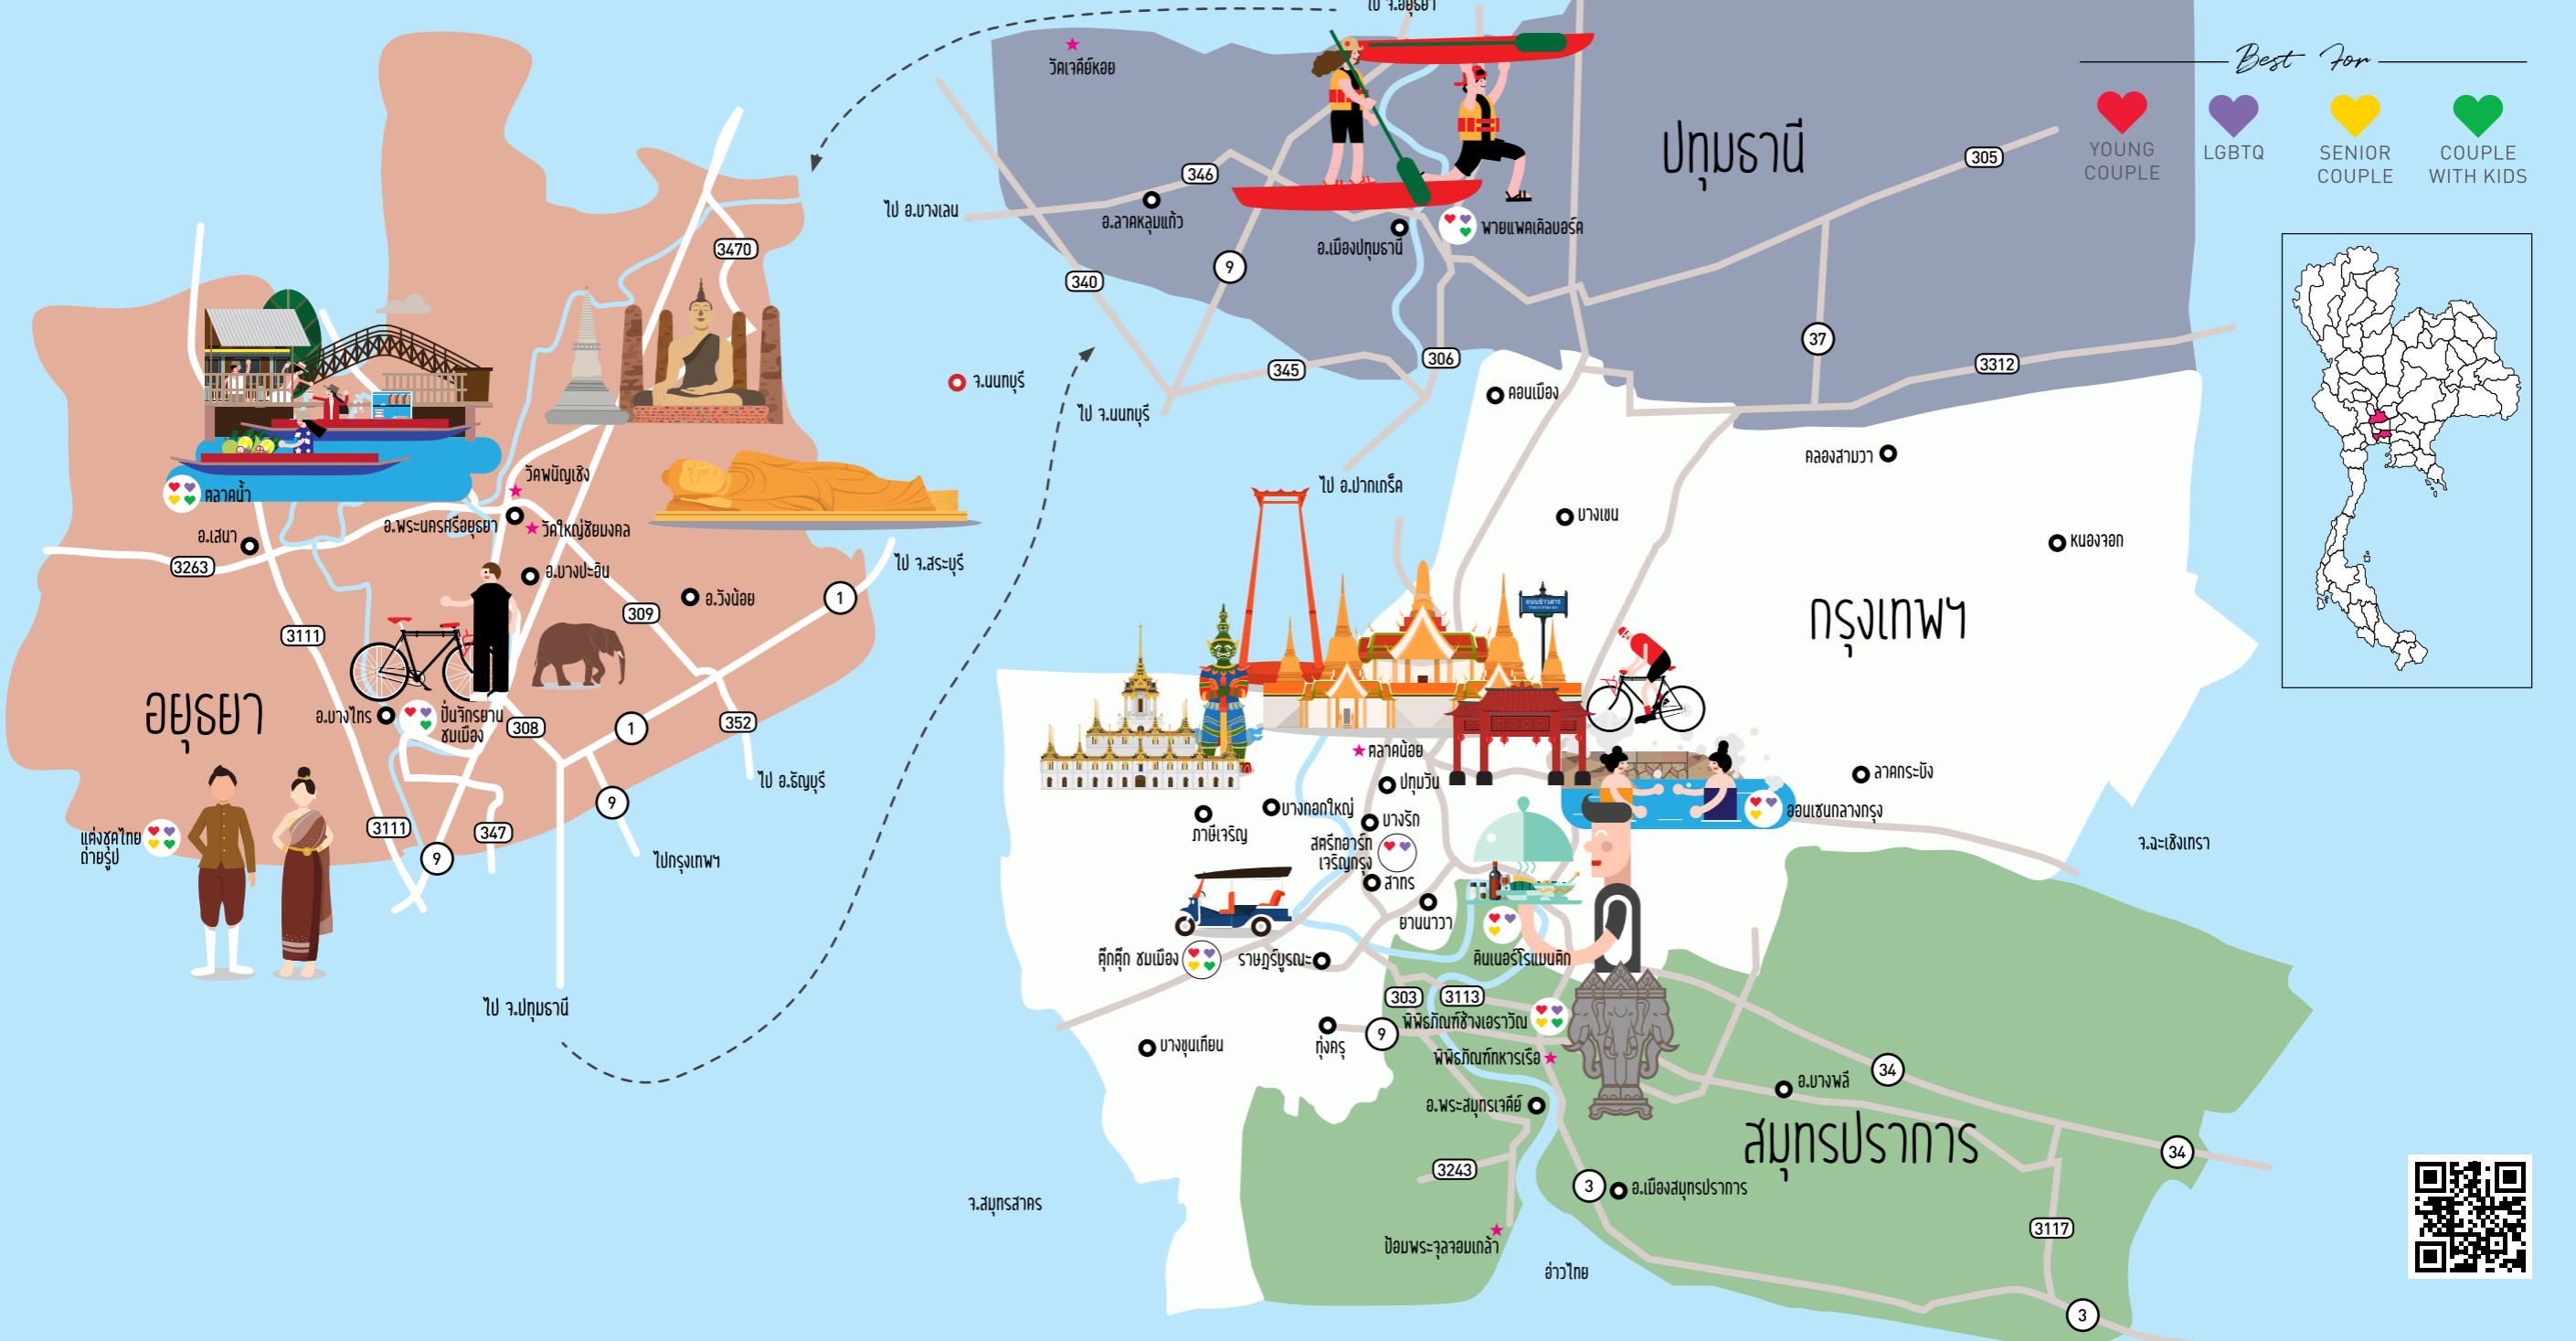 ไป จ.อยุธยา
Best For
YOUNG
COUPLE
LGBTQ
SENIOR
COUPLE
COUPLE
WITH KIDS
วัดเจดีย์หอย
ปทุมธานี
305
346
ไป อ.บางเลน
อ.ลาดหลุมแก้ว
อ.เมืองปทุมธานี
พายแพดเดิลบอร์ด
9
340
37
345
306
3312
จ.นนทบุรี
ไป จ.นนทบุรี
ไป อ.ปากเกร็ด
3470
ตลาดน้ำ
วัดพนัญเชิง
อ.พระนครศรีอยุธยา
วัดใหญ่ชัยมงคล
อ.เสนา
3263
อ.บางปะอิน
ไป จ.สระบุรี
อ.วังน้อย
1
309
3111
อยุธยา
อ.บางไทร
ปั่นจักรยาน
ชมเมือง
308
1
352
ไป อ.ธัญบุรี
9
แต่งชุดไทย
ถ่ายรูป
3111
347
9
ไปกรุงเทพฯ
ไป จ.ปทุมธานี
ดอนเมือง
คลองสามวา
บางเขน
หนองจอก
กรุงเทพฯ
ถนนข้าวสาร
ตลาดน้อย
ปทุมวัน
ลาดกระบัง
บางกอกใหญ่
ภาษีเจริญ
บางรัก
ออนเซนกลางกรุง
สตรีทอาร์ท
เจริญกรุง
สาทร
ยานนาวา
จ.ฉะเชิงเทรา
ตุ๊กตุ๊ก ชมเมือง
ราษฎร์บูรณะ
ดินเนอร์โรแมนติก
303
3113
พิพิธภัณฑ์ช้างเอราวัณ
9
ทุ่งครุ
บางขุนเทียน
พิพิธภัณฑ์ทหารเรือ
34
อ.บางพลี
อ.พระสมุทรเจดีย์
สมุทรปราการ
34
3243
3
อ.เมืองสมุทรปราการ
จ.สมุทรสาคร
3117
ป้อมพระจุลจอมเกล้า
อ่าวไทย
3